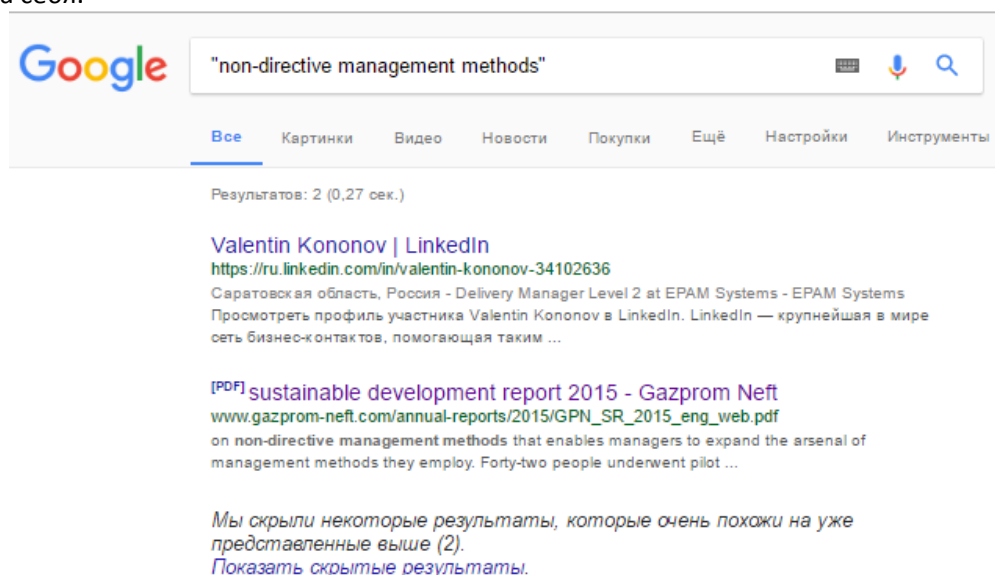 Google
"non-directive management methods"
Все Картинки Видео Новости Покупки Ещё Настройки Инструменты
Результатов: 2 (0,27 сек.)
Valentin Kononov | LinkedIn
https://ru.linkedin.com/in/valentin-kononov-34102636
Саратовская область, Россия - Delivery Manager Level 2 at EPAM Systems - EPAM Systems
Просмотреть профиль участника Valentin Kononov в LinkedIn. LinkedIn — крупнейшая в мире
сеть бизнес-контактов, помогающая таким ...
[PDF] sustainable development report 2015 - Gazprom Neft
www.gazprom-neft.com/annual-reports/2015/GPN_SR_2015_eng_web.pdf
on non-directive management methods that enables managers to expand the arsenal of
management methods they employ. Forty-two people underwent pilot ...
Мы скрыли некоторые результаты, которые очень похожи на уже
представленные выше (2).
Показать скрытые результаты.